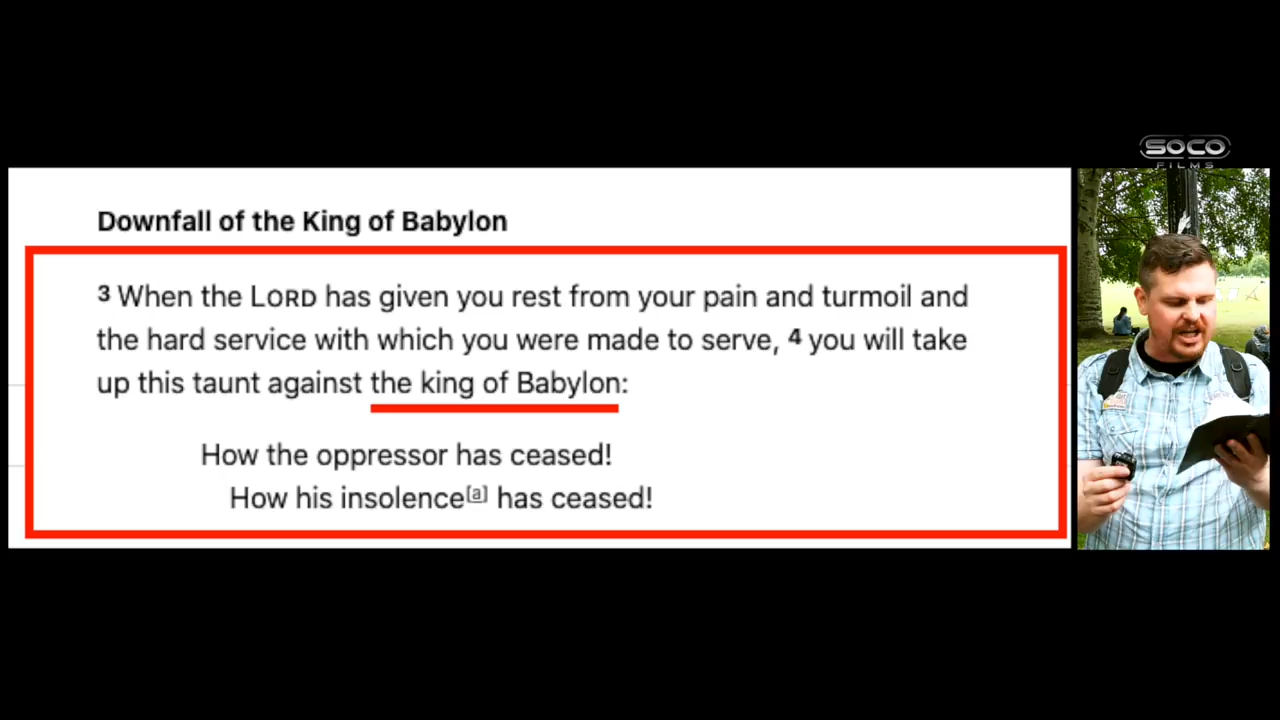 SOCO
FILMS
Downfall of the King of Babylon
3 When the LORD has given you rest from your pain and turmoil and
the hard service with which you were made to serve, 4 you will take
up this taunt against the king of Babylon:
How the oppressor has ceased!
How his insolence[a] has ceased!